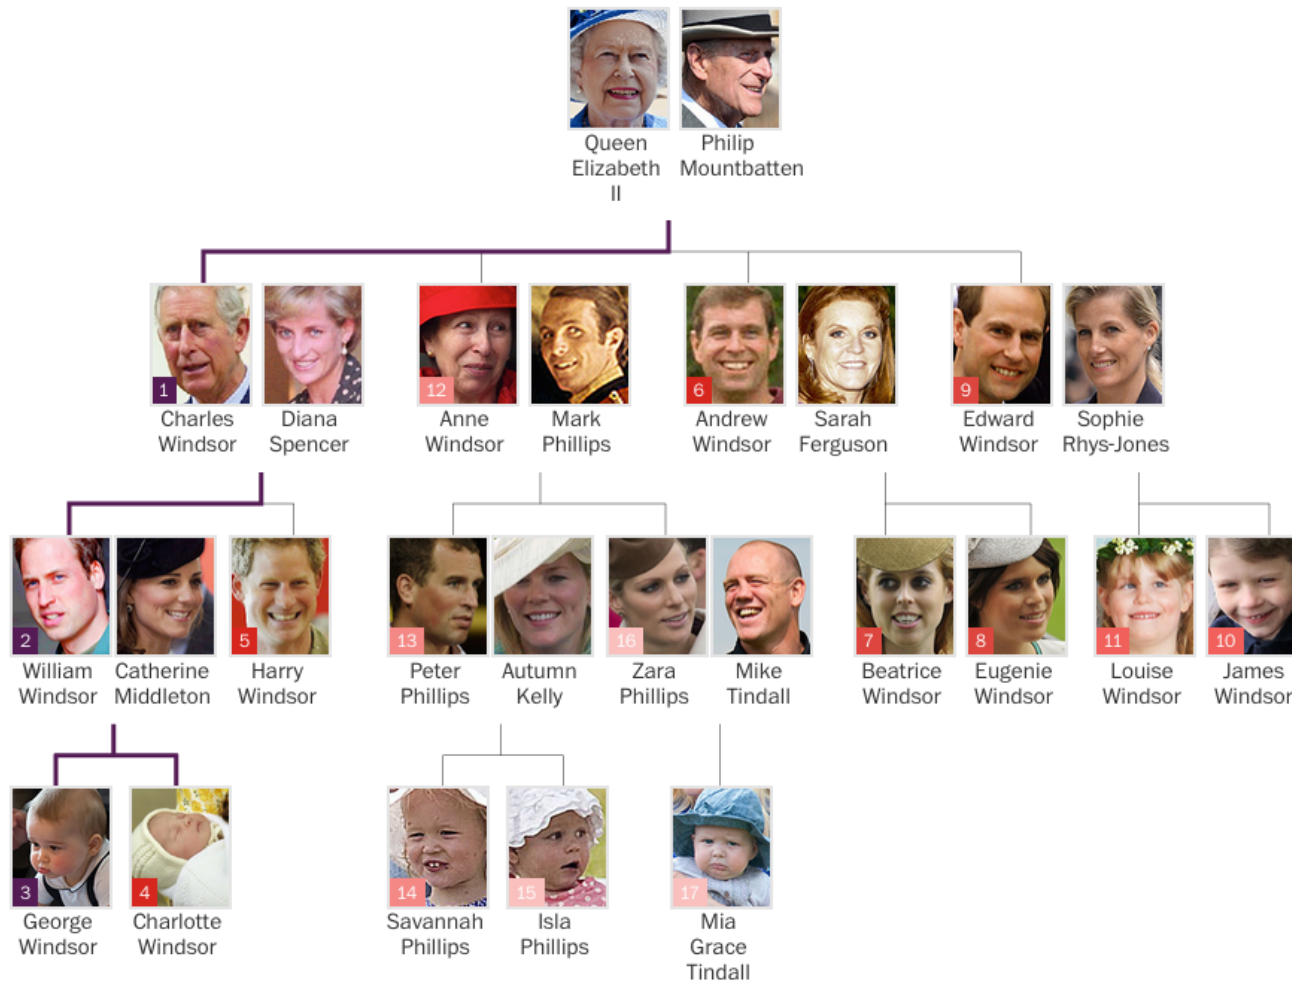 Queen
Elizabeth
II
Philip
Mountbatten
1
Charles
Windsor
Diana
Spencer
12
Anne
Windsor
Mark
Phillips
6
Andrew
Windsor
Sarah
Ferguson
9
Edward
Windsor
Sophie
Rhys-Jones
2
William
Windsor
Catherine
Middleton
5
Harry
Windsor
13
Peter
Phillips
Autumn
Kelly
16
Zara
Phillips
Mike
Tindall
7
Beatrice
Windsor
8
Eugenie
Windsor
11
Louise
Windsor
10
James
Windsor
3
George
Windsor
4
Charlotte
Windsor
14
Savannah
Phillips
15
Isla
Phillips
17
Mia
Grace
Tindall